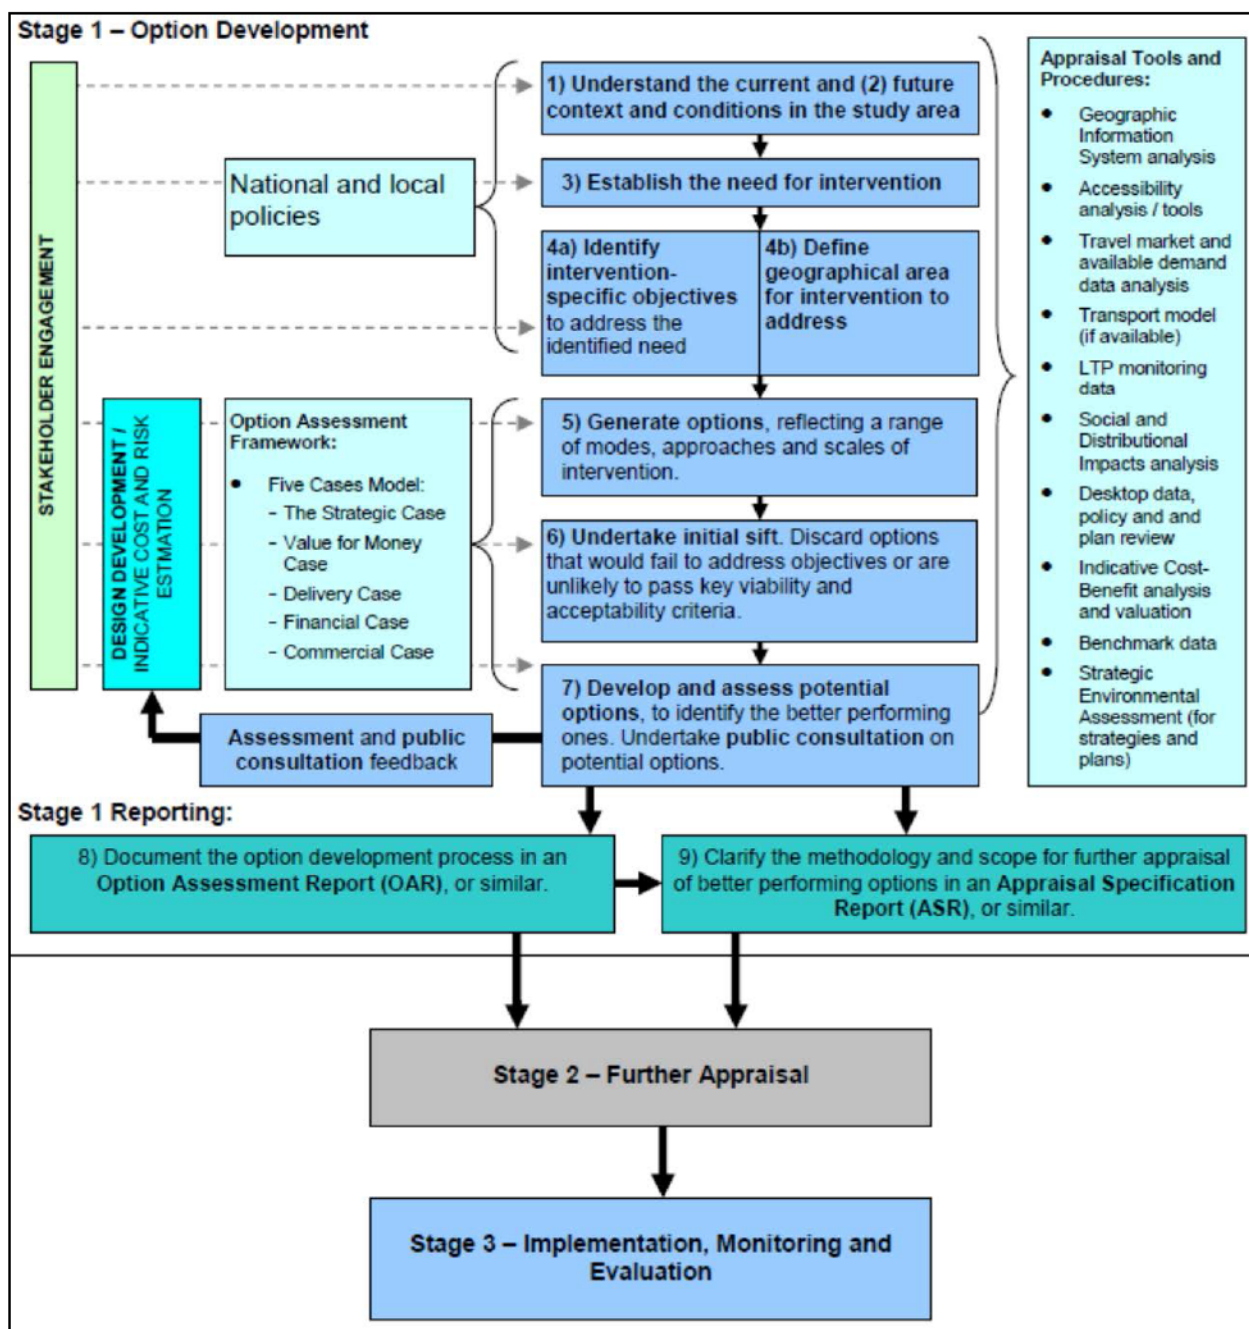 Stage 1 – Option Development
STAKEHOLDER ENGAGEMENT
National and local
policies
1) Understand the current and (2) future
context and conditions in the study area
3) Establish the need for intervention
4a) Identify
intervention-
specific objectives
to address the
identified need
4b) Define
geographical area
for intervention to
address
DESIGN DEVELOPMENT /
INDICATIVE COST AND RISK
ESTMATION
Option Assessment
Framework:
• Five Cases Model:
- The Strategic Case
- Value for Money
Case
- Delivery Case
- Financial Case
- Commercial Case
5) Generate options, reflecting a range
of modes, approaches and scales of
intervention.
6) Undertake initial sift. Discard options
that would fail to address objectives or are
unlikely to pass key viability and
acceptability criteria.
7) Develop and assess potential
options, to identify the better performing
ones. Undertake public consultation on
potential options.
Assessment and public
consultation feedback
Appraisal Tools and
Procedures:
• Geographic
Information
System analysis
• Accessibility
analysis / tools
• Travel market and
available demand
data analysis
• Transport model
(if available)
• LTP monitoring
data
• Social and
Distributional
Impacts analysis
• Desktop data,
policy and and
plan review
• Indicative Cost-
Benefit analysis
and valuation
• Benchmark data
• Strategic
Environmental
Assessment (for
strategies and
plans)
Stage 1 Reporting:
8) Document the option development process in an
Option Assessment Report (OAR), or similar.
9) Clarify the methodology and scope for further appraisal
of better performing options in an Appraisal Specification
Report (ASR), or similar.
Stage 2 – Further Appraisal
Stage 3 – Implementation, Monitoring and
Evaluation